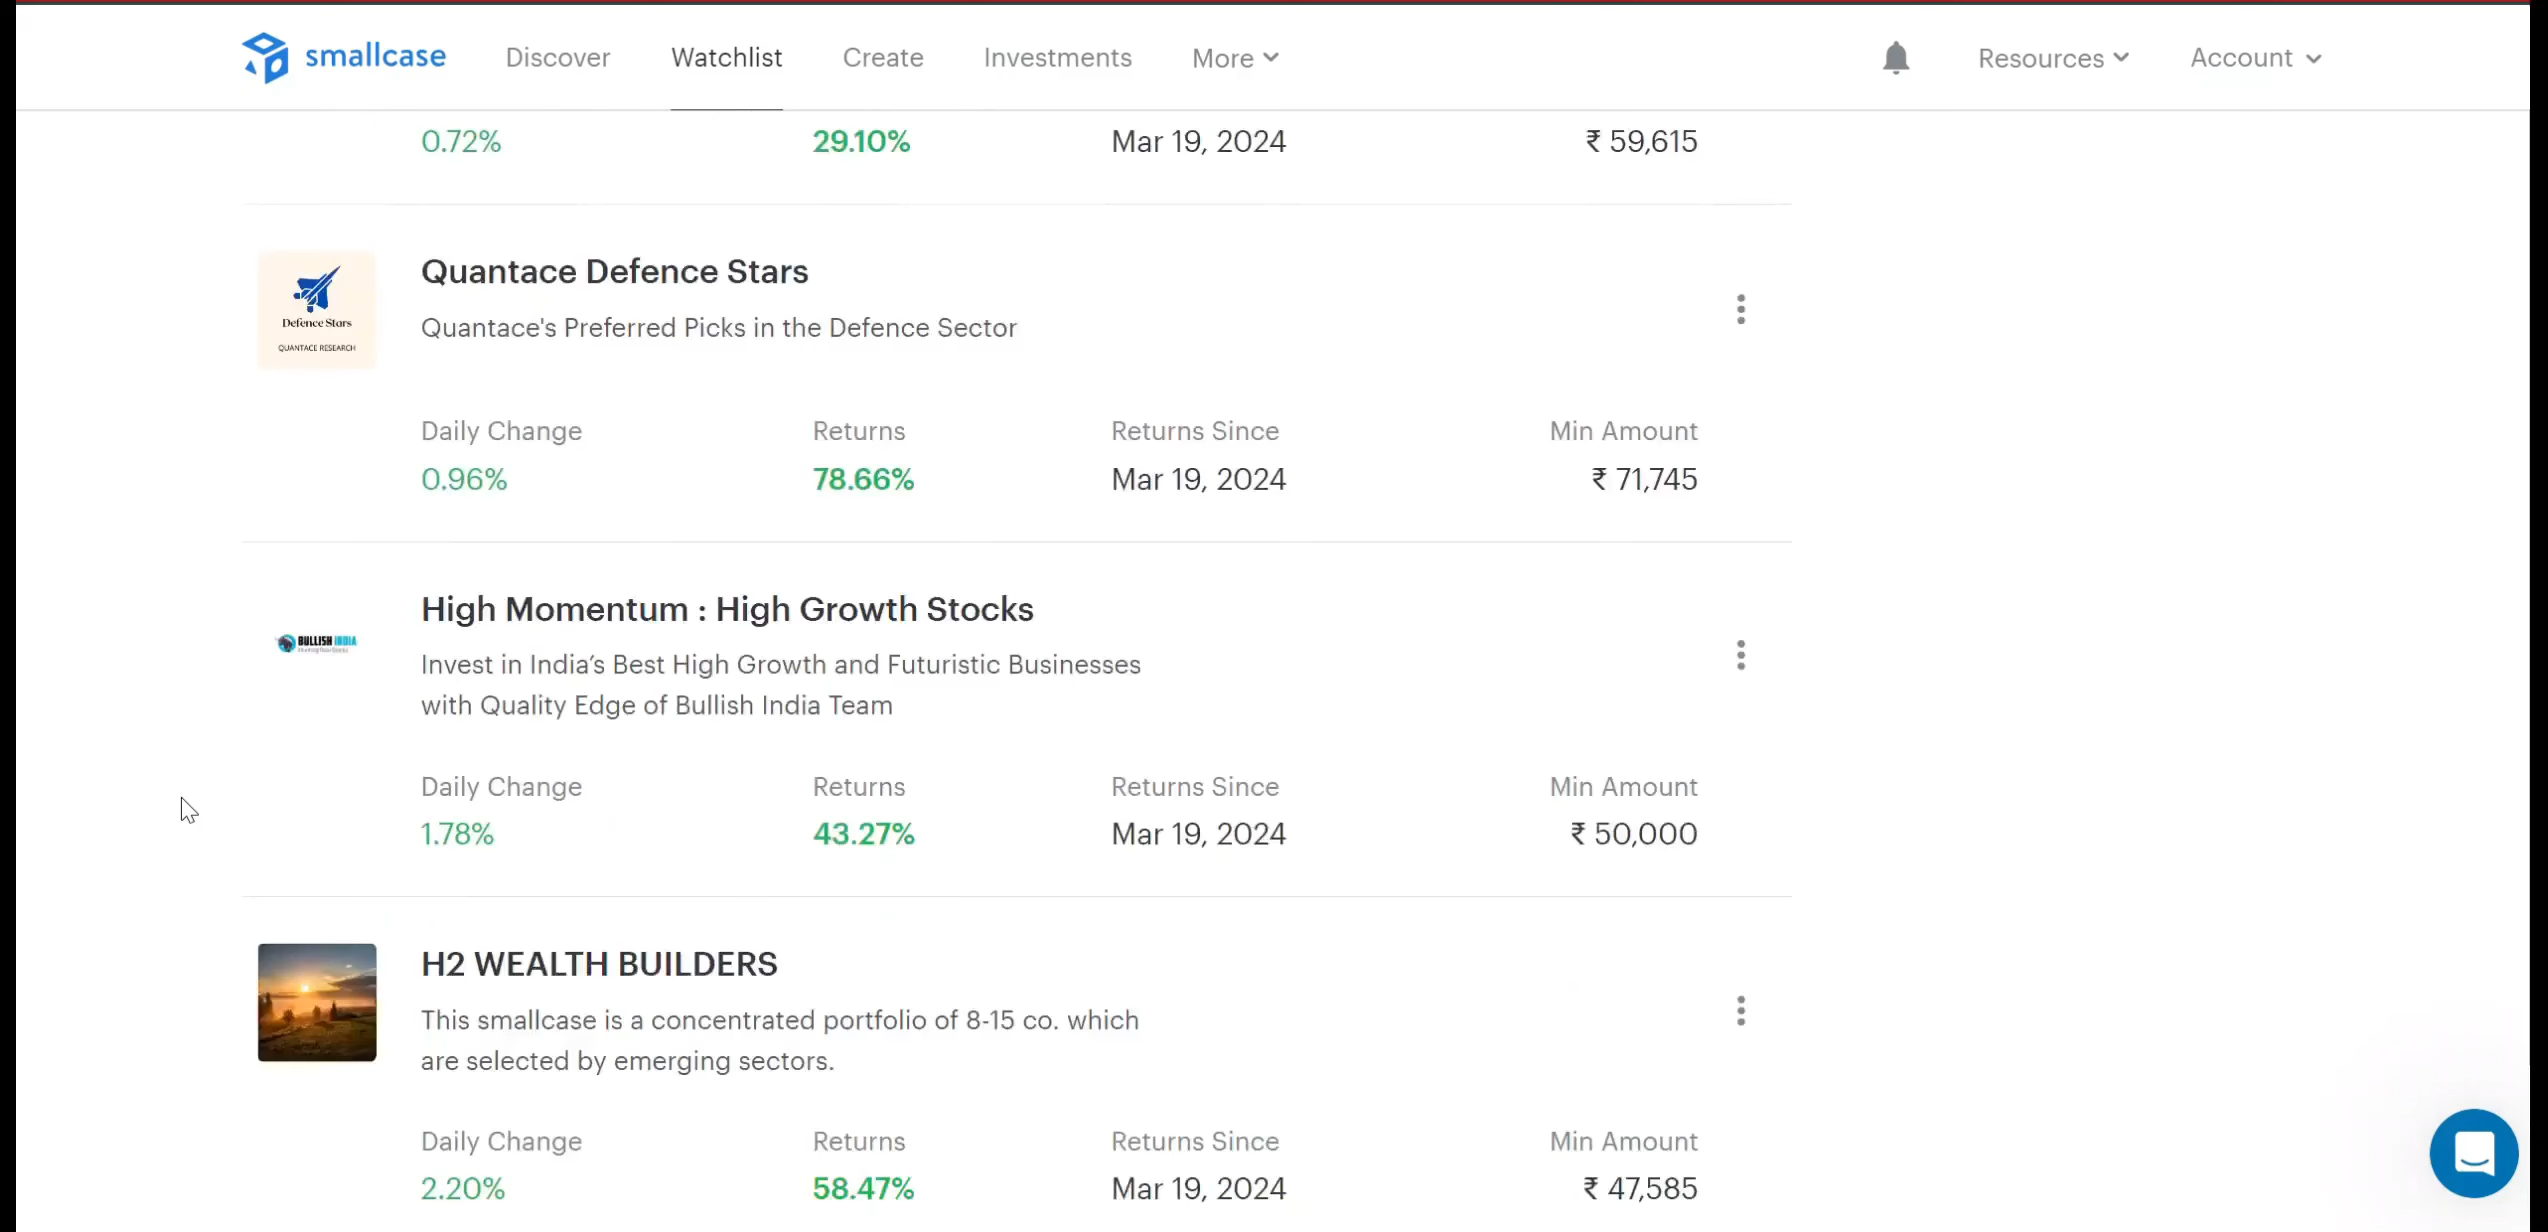 smallcase Discover Watchlist Create Investments More Resources Account
0.72% 29.10% Mar 19, 2024 ₹ 59,615
Quantace Defence Stars
Quantace's Preferred Picks in the Defence Sector
Defence Stars
QUANTACE RESEARCH
Daily Change Returns Returns Since Min Amount
0.96% 78.66% Mar 19, 2024 ₹ 71,745
High Momentum : High Growth Stocks
BULLISH INDIA
Invest in India’s Best High Growth and Futuristic Businesses
with Quality Edge of Bullish India Team
Daily Change Returns Returns Since Min Amount
1.78% 43.27% Mar 19, 2024 ₹ 50,000
H2 WEALTH BUILDERS
This smallcase is a concentrated portfolio of 8-15 co. which
are selected by emerging sectors.
Daily Change Returns Returns Since Min Amount
2.20% 58.47% Mar 19, 2024 ₹ 47,585